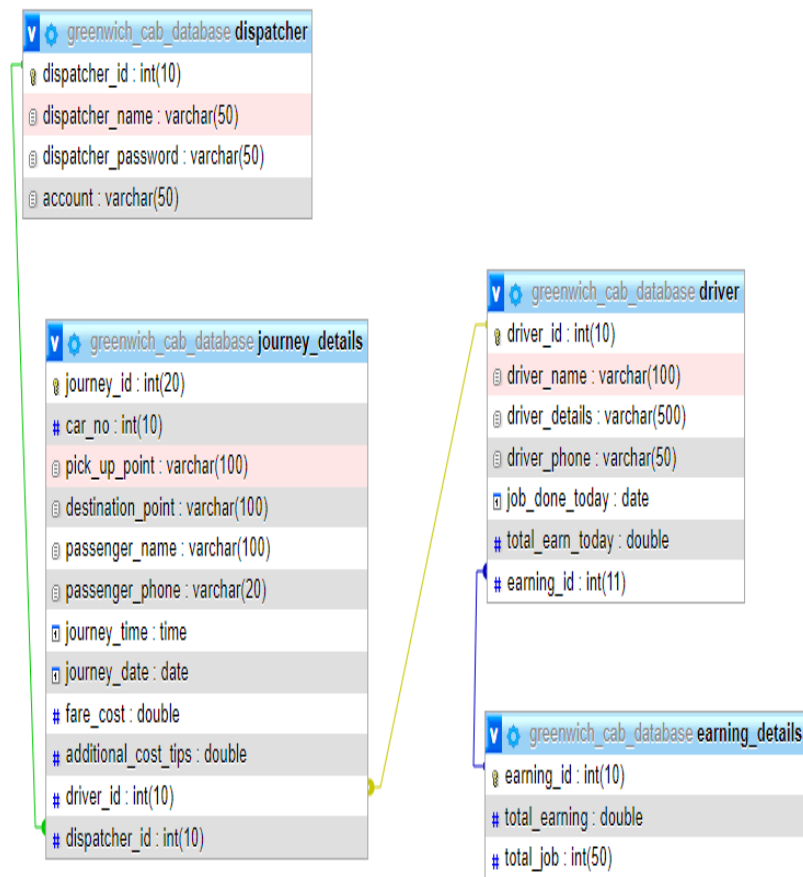 greenwich_cab_database dispatcher
dispatcher_id : int(10)
dispatcher_name : varchar(50)
dispatcher_password : varchar(50)
account : varchar(50)
greenwich_cab_database journey_details
journey_id : int(20)
car_no : int(10)
pick_up_point : varchar(100)
destination_point : varchar(100)
passenger_name : varchar(100)
passenger_phone : varchar(20)
journey_time : time
journey_date : date
fare_cost : double
additional_cost_tips : double
driver_id : int(10)
dispatcher_id : int(10)
greenwich_cab_database driver
driver_id : int(10)
driver_name : varchar(100)
driver_details : varchar(500)
driver_phone : varchar(50)
job_done_today : date
total_earn_today : double
earning_id : int(11)
greenwich_cab_database earning_details
earning_id : int(10)
total_earning : double
total_job : int(50)